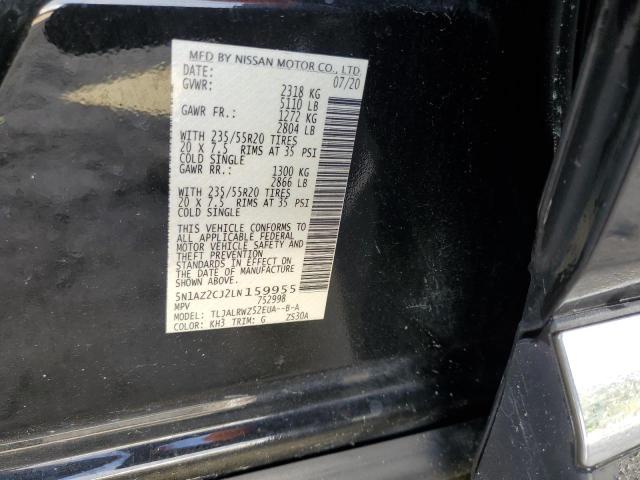 MFD BY NISSAN MOTOR CO., LTD.
DATE: 07/20
GVWR: 2318 KG
5110 LB
GAWR FR.: 1272 KG
2804 LB
WITH 235/55R20 TIRES
20 X 7.5 RIMS AT 35 PSI
COLD SINGLE
GAWR RR.: 1300 KG
2866 LB
WITH 235/55R20 TIRES
20 X 7.5 RIMS AT 35 PSI
COLD SINGLE
THIS VEHICLE CONFORMS TO
ALL APPLICABLE FEDERAL
MOTOR VEHICLE SAFETY AND
THEFT PREVENTION
STANDARDS IN EFFECT ON
THE DATE OF MANUFACTURE
SHOWN ABOVE.
5N1AZ2CJ2LN159955
MPV 752998
MODEL: TLJALRWZ52EUA--B-A
COLOR: KH3 TRIM: G ZS30A